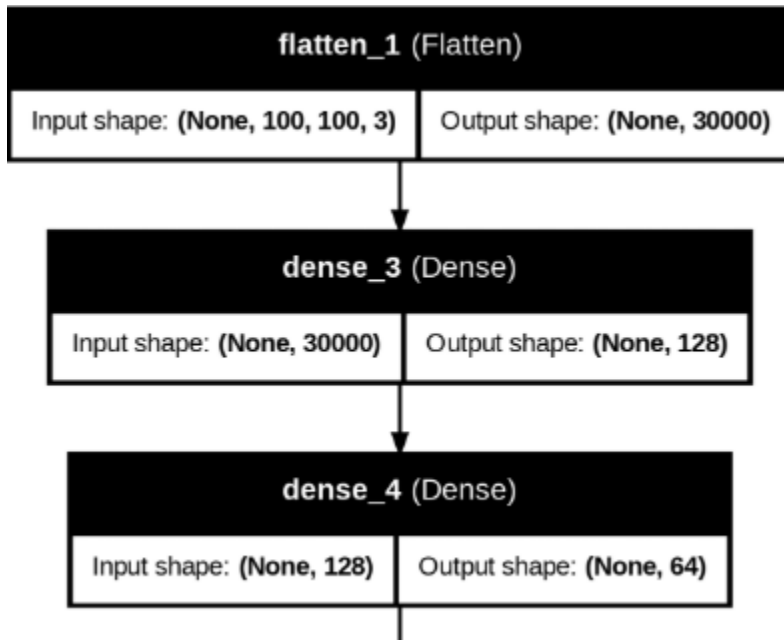 flatten_1 (Flatten)
Input shape: (None, 100, 100, 3) Output shape: (None, 30000)
dense_3 (Dense)
Input shape: (None, 30000) Output shape: (None, 128)
dense_4 (Dense)
Input shape: (None, 128) Output shape: (None, 64)